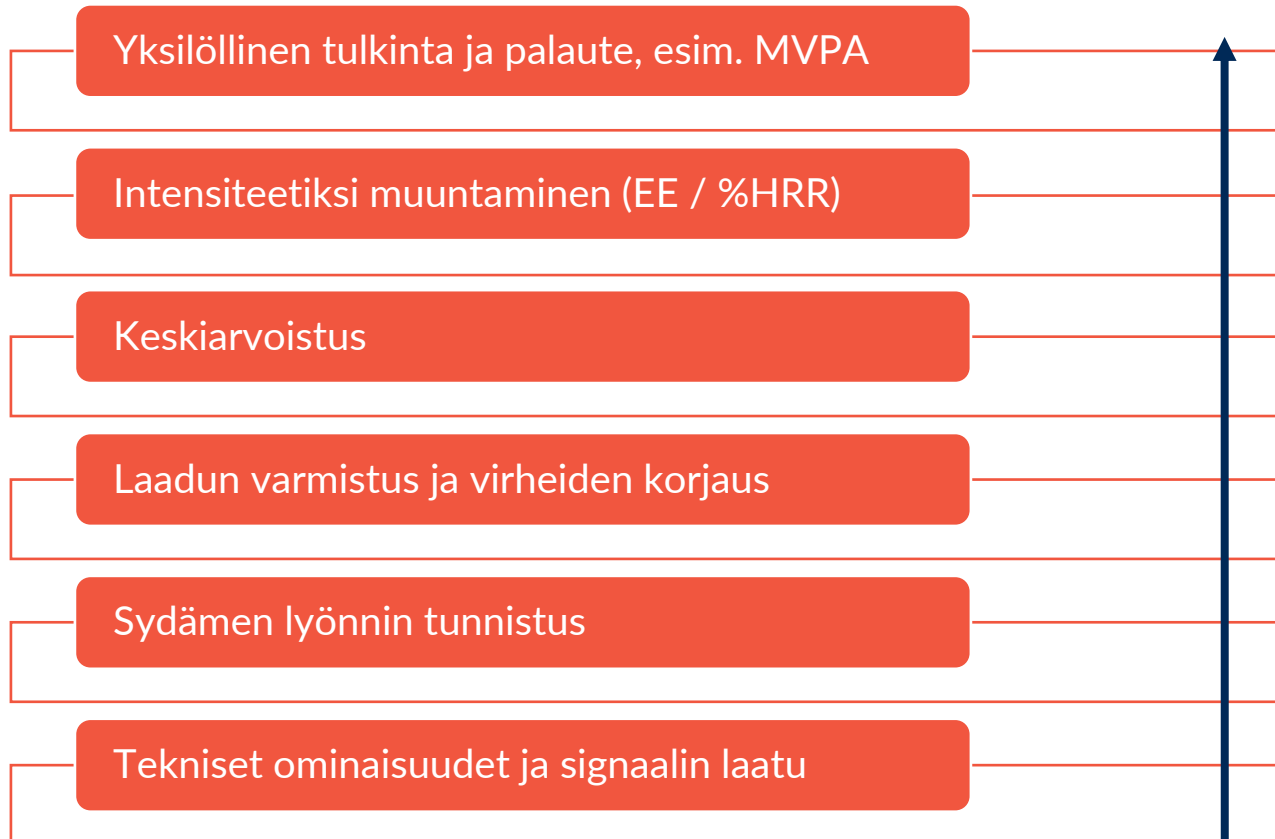 Yksilöllinen tulkinta ja palaute, esim. MVPA
Intensiteetiksi muuntaminen (EE / %HRR)
Keskiarvoistus
Laadun varmistus ja virheiden korjaus
Sydämen lyönnin tunnistus
Tekniset ominaisuudet ja signaalin laatu